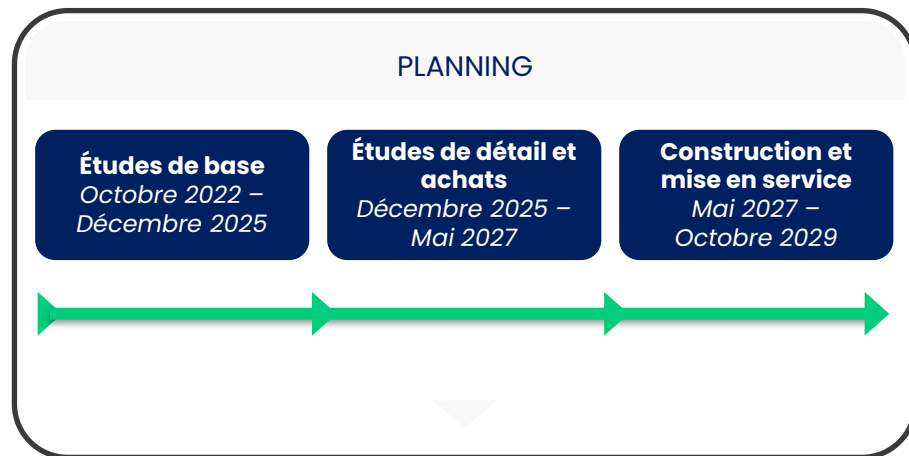 PLANNING
Études de base
Octobre 2022 –
Décembre 2025
Études de détail et
achats
Décembre 2025 –
Mai 2027
Construction et
mise en service
Mai 2027 –
Octobre 2029